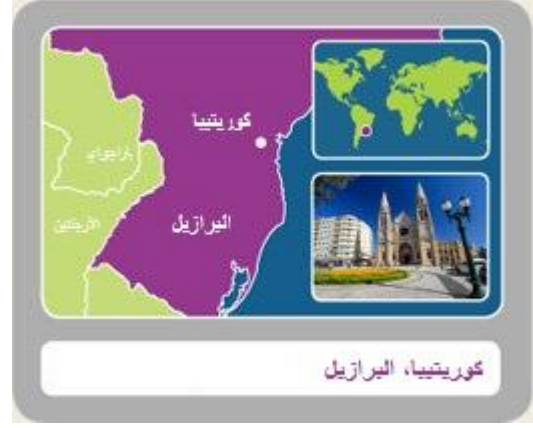 كوريتيبا
باراجواي
البرازيل
الأرجنتين
كوريتيبا، البرازيل